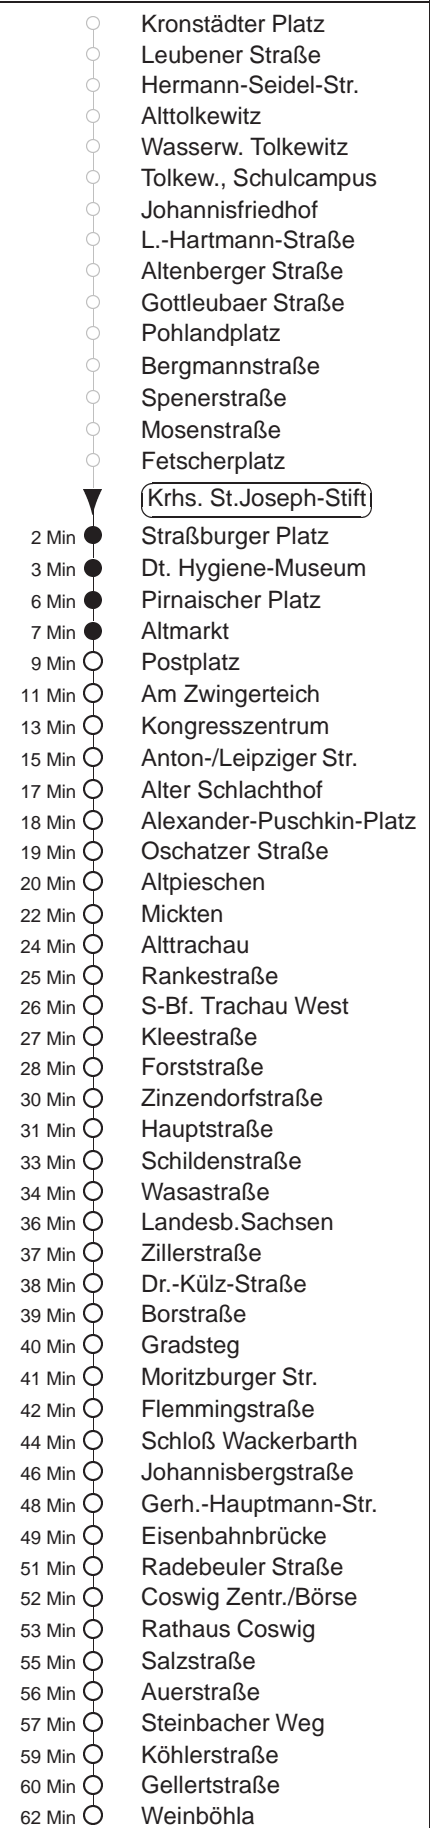 Kronstädter Platz
Leubener Straße
Hermann-Seidel-Str.
Alttolkewitz
Wasserw. Tolkewitz
Tolkew., Schulcampus
Johannisfriedhof
L.-Hartmann-Straße
Altenberger Straße
Gottleubaer Straße
Pohlandplatz
Bergmannstraße
Spenerstraße
Mosenstraße
Fetscherplatz
Krhs. St.Joseph-Stift
2 Min Straßburger Platz
3 Min Dt. Hygiene-Museum
6 Min Pirnaischer Platz
7 Min Altmarkt
9 Min Postplatz
11 Min Am Zwingerteich
13 Min Kongresszentrum
15 Min Anton-/Leipziger Str.
17 Min Alter Schlachthof
18 Min Alexander-Puschkin-Platz
19 Min Oschatzer Straße
20 Min Altpieschen
22 Min Mickten
24 Min Alttrachau
25 Min Rankestraße
26 Min S-Bf. Trachau West
27 Min Kleestraße
28 Min Forststraße
30 Min Zinzendorfstraße
31 Min Hauptstraße
33 Min Schildenstraße
34 Min Wasastraße
36 Min Landesb.Sachsen
37 Min Zillerstraße
38 Min Dr.-Külz-Straße
39 Min Borstraße
40 Min Gradsteg
41 Min Moritzburger Str.
42 Min Flemmingstraße
44 Min Schloß Wackerbarth
46 Min Johannisbergstraße
48 Min Gerh.-Hauptmann-Str.
49 Min Eisenbahnbrücke
51 Min Radebeuler Straße
52 Min Coswig Zentr./Börse
53 Min Rathaus Coswig
55 Min Salzstraße
56 Min Auerstraße
57 Min Steinbacher Weg
59 Min Köhlerstraße
60 Min Gellertstraße
62 Min Weinböhla